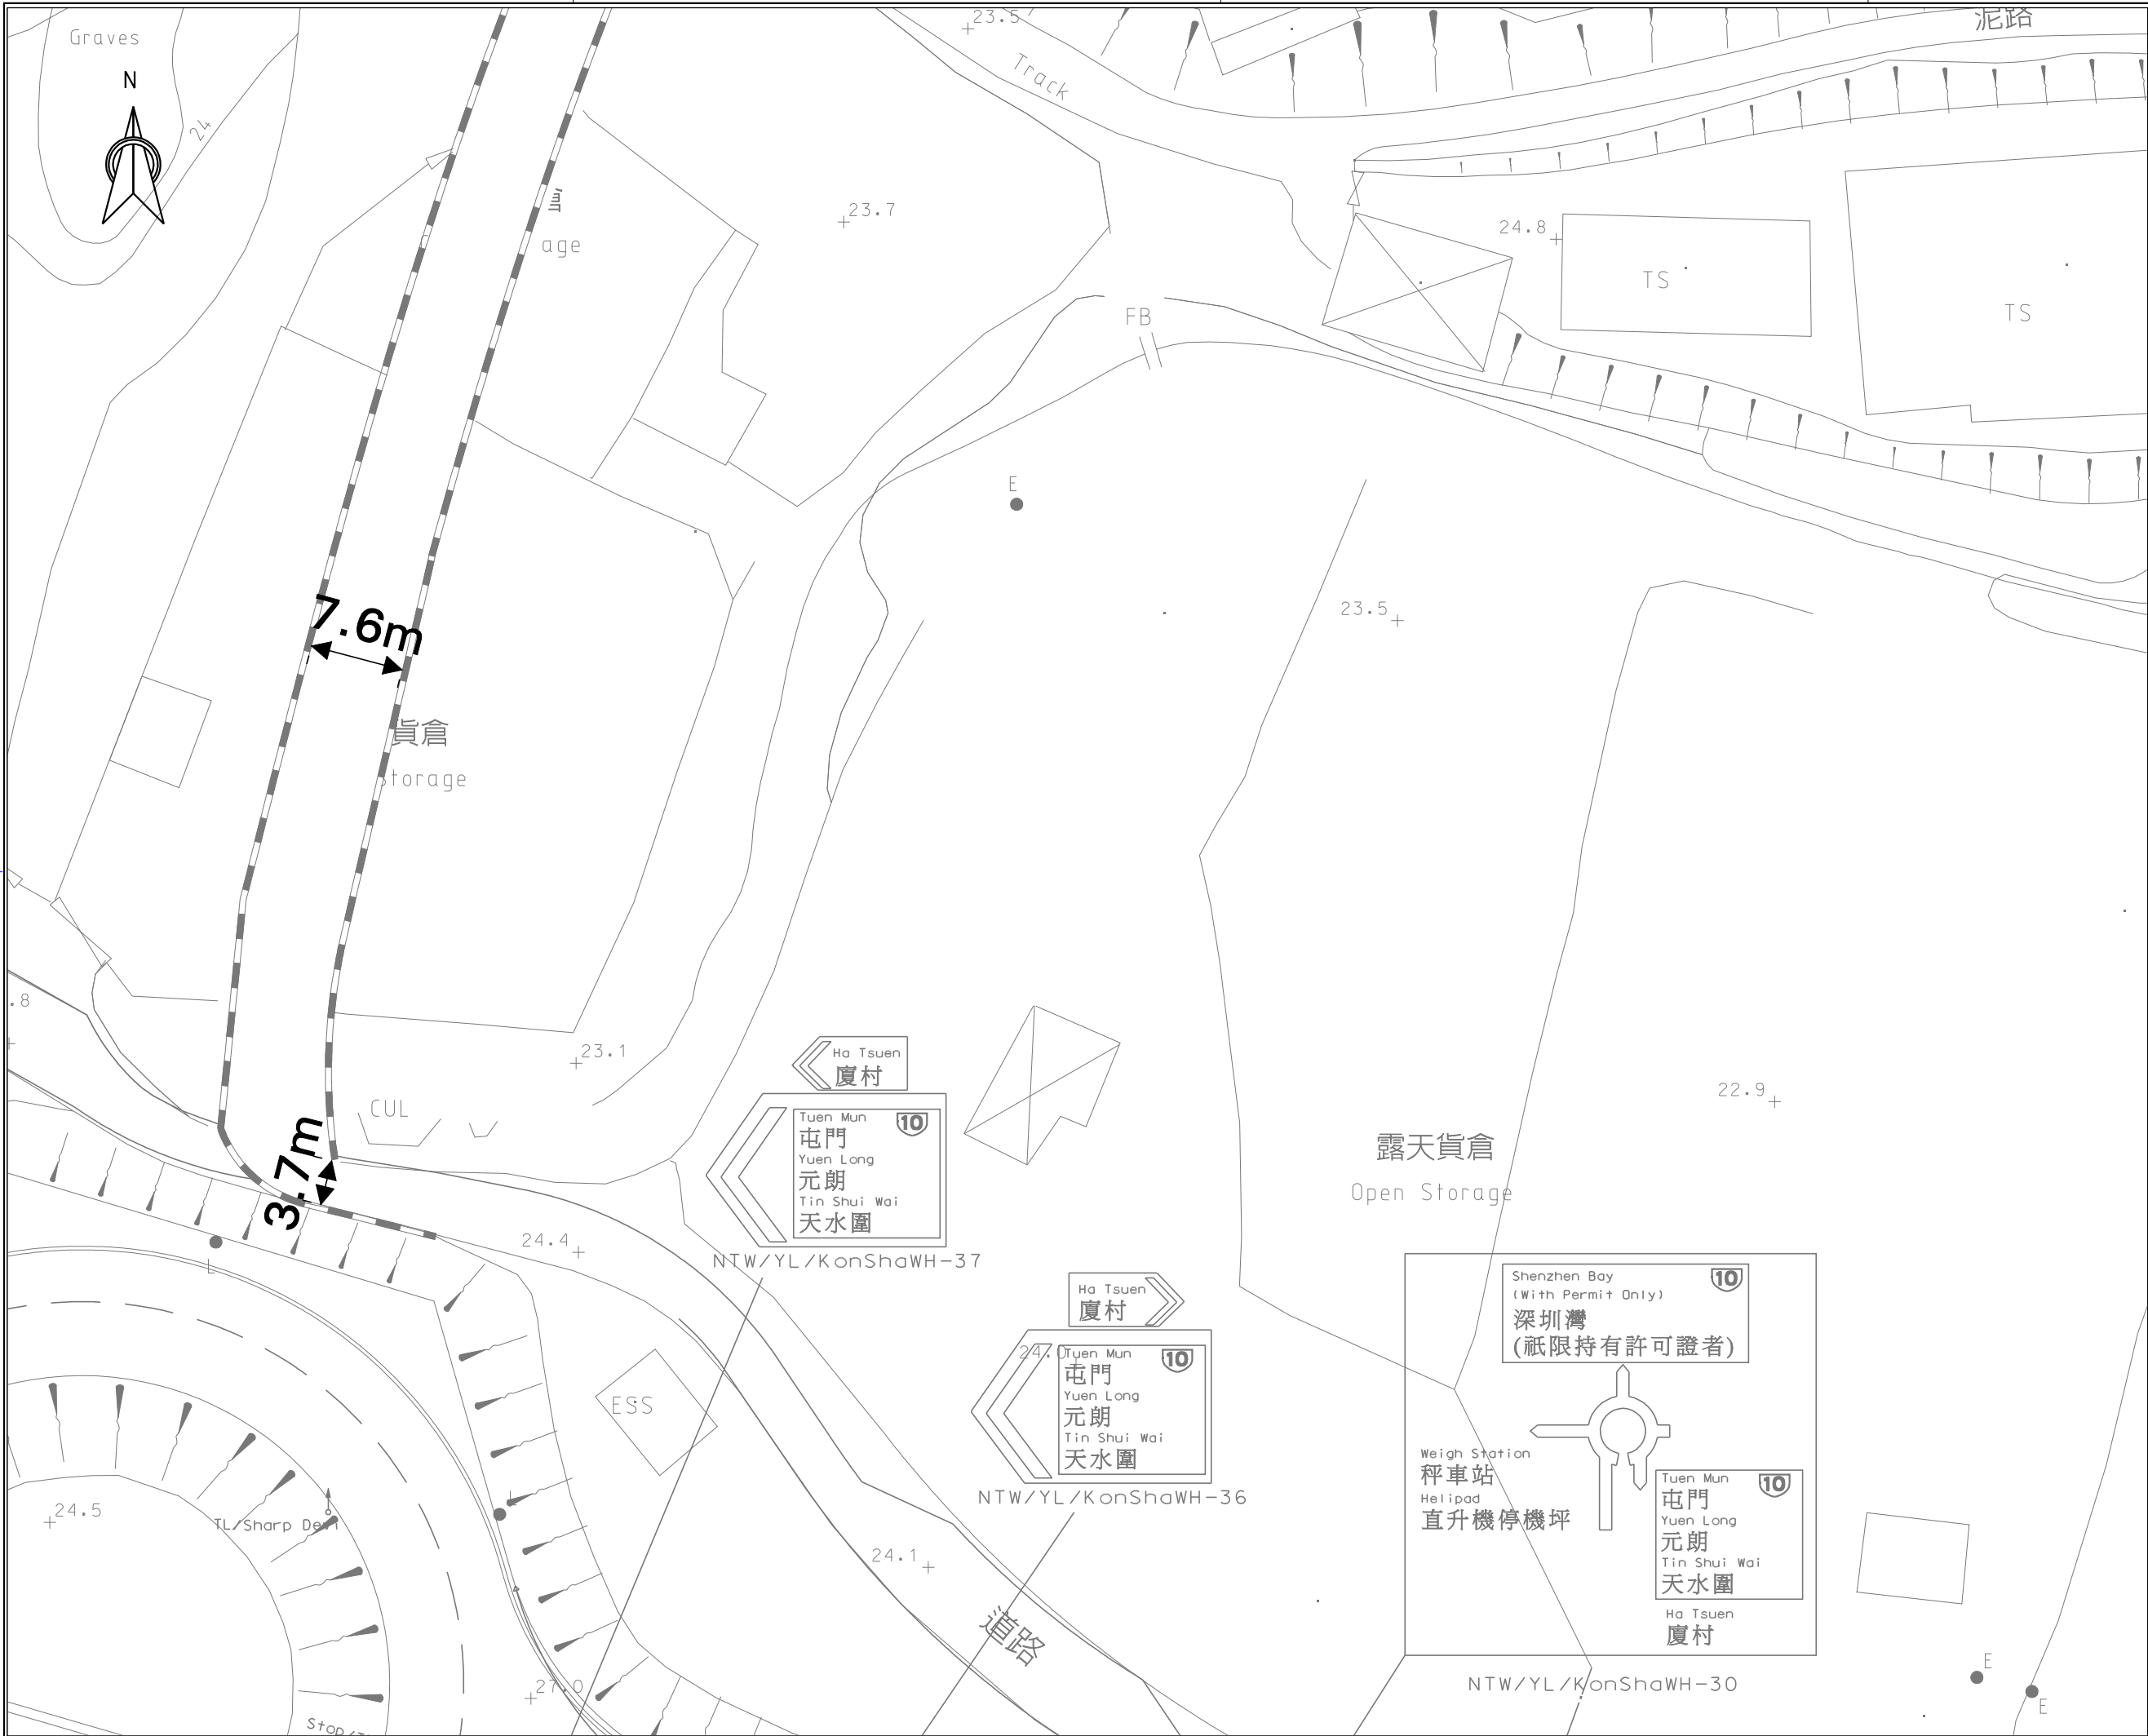 Graves
N
24
23.5
Track
泥路
23.7
age
24.8
TS
TS
FB
E
7.6m
23.5
貨倉
Storage
.8
23.1
CUL
22.9
3.7m
Ha Tsuen
廈村
Tuen Mun 10
屯門
Yuen Long
元朗
Tin Shui Wai
天水圍
NTW/YL/KonShaWH-37
露天貨倉
Open Storage
L
24.4
Ha Tsuen
廈村
24.0
Tuen Mun 10
屯門
Yuen Long
元朗
Tin Shui Wai
天水圍
NTW/YL/KonShaWH-36
Shenzhen Bay 10
(With Permit Only)
深圳灣
(祇限持有許可證者)
Weigh Station
秤車站
Helipad
直升機停機坪
Tuen Mun 10
屯門
Yuen Long
元朗
Tin Shui Wai
天水圍
Ha Tsuen
廈村
NTW/YL/KonShaWH-30
ESS
24.5
TL/Sharp Devi
L
24.1
道路
27.0
Stop/
E
E